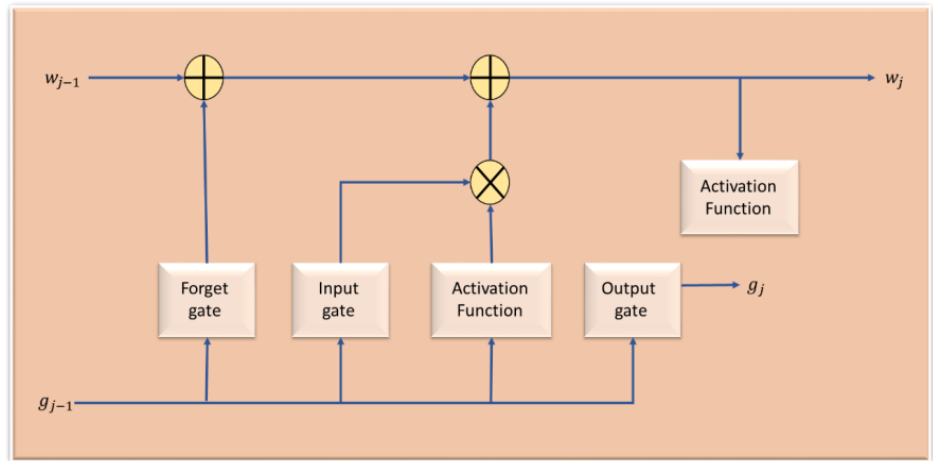 w_{j−1}
w_j
Activation
Function
Forget
gate
Input
gate
Activation
Function
Output
gate
g_j
g_{j−1}